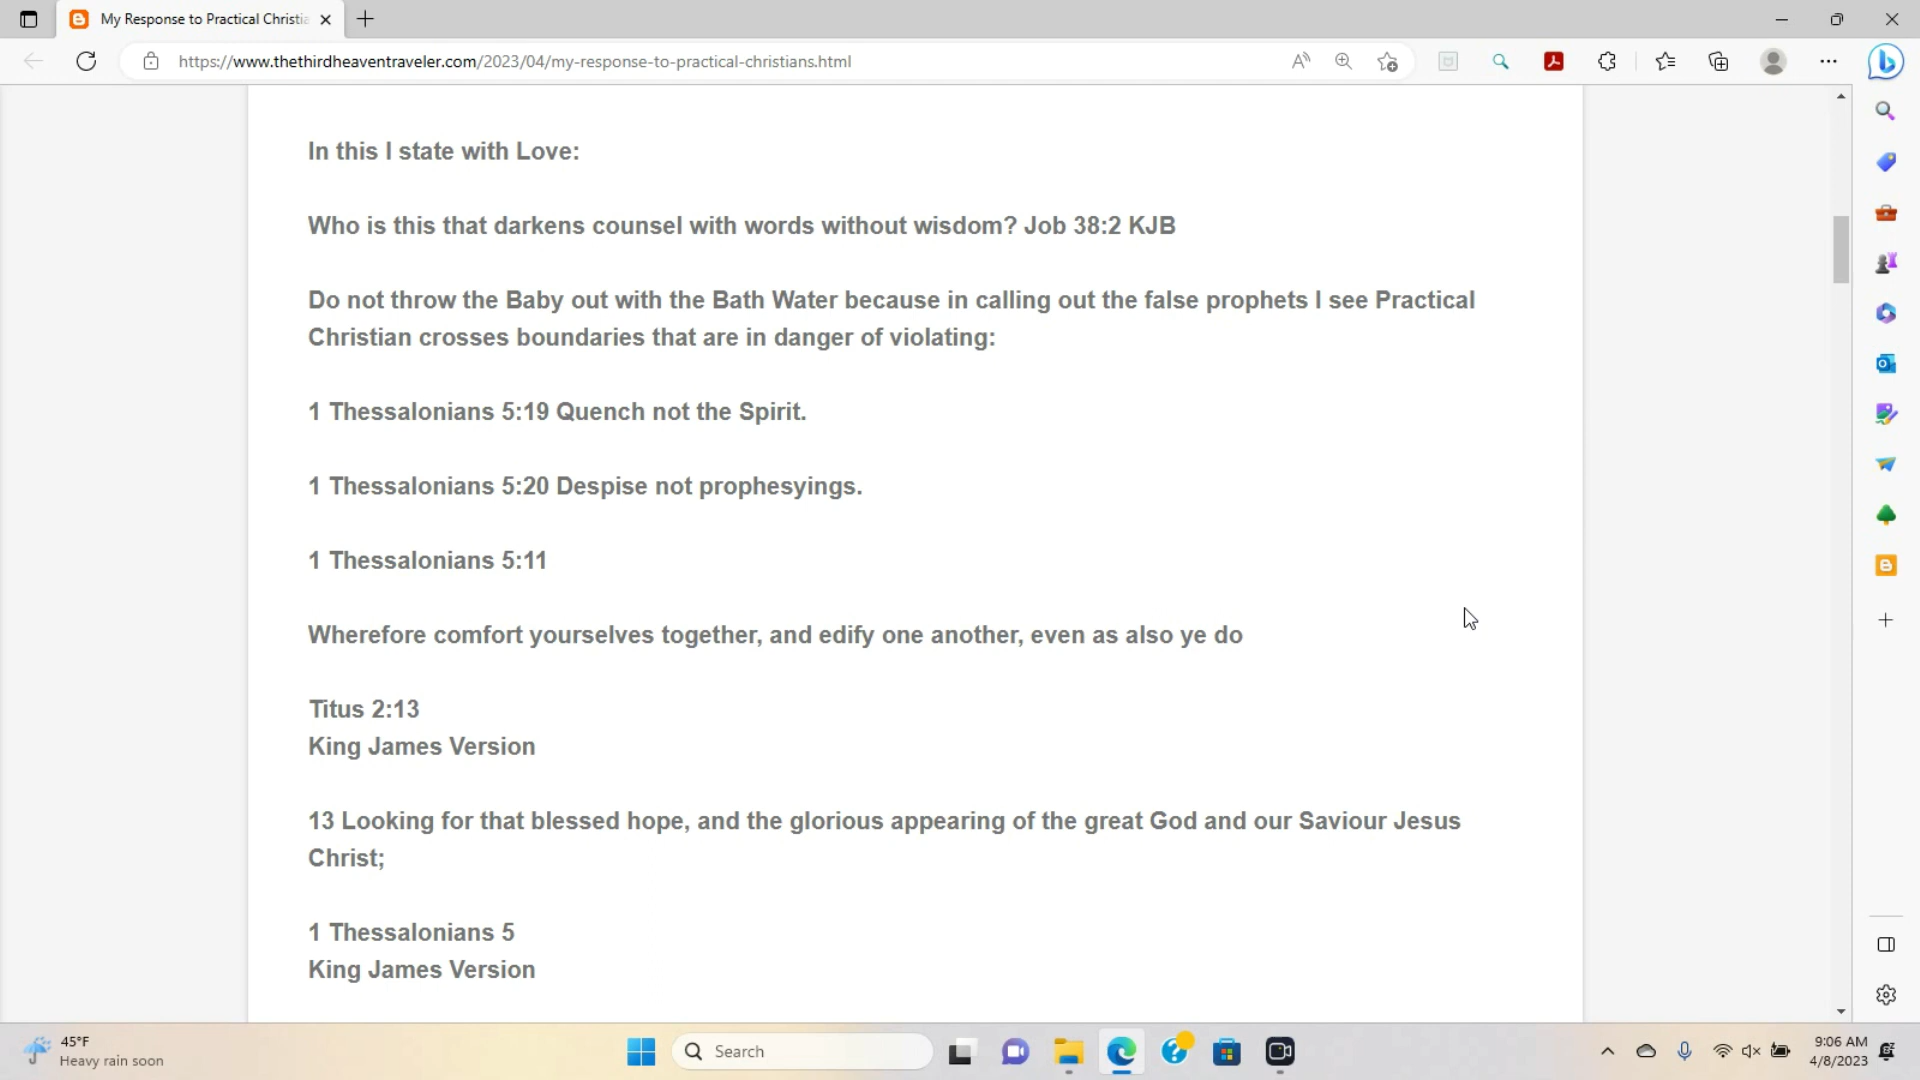 My Response to Practical Christia
https://www.thethirdheaventraveler.com/2023/04/my-response-to-practical-christians.html
In this I state with Love:
Who is this that darkens counsel with words without wisdom? Job 38:2 KJB
Do not throw the Baby out with the Bath Water because in calling out the false prophets I see Practical
Christian crosses boundaries that are in danger of violating:
1 Thessalonians 5:19 Quench not the Spirit.
1 Thessalonians 5:20 Despise not prophesyings.
1 Thessalonians 5:11
Wherefore comfort yourselves together, and edify one another, even as also ye do
Titus 2:13
King James Version
13 Looking for that blessed hope, and the glorious appearing of the great God and our Saviour Jesus
Christ;
1 Thessalonians 5
King James Version
45°F
Heavy rain soon
Search
9:06 AM
4/8/2023